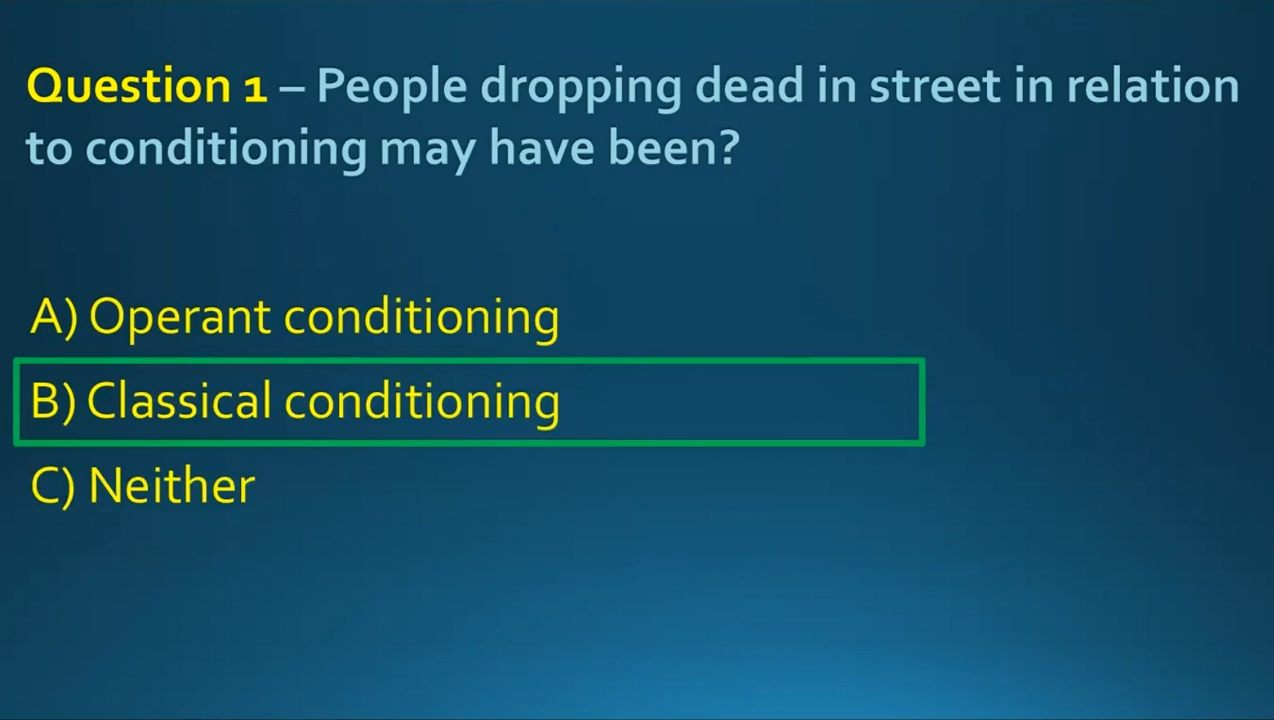 Question 1 – People dropping dead in street in relation
to conditioning may have been?
A) Operant conditioning
B) Classical conditioning
C) Neither